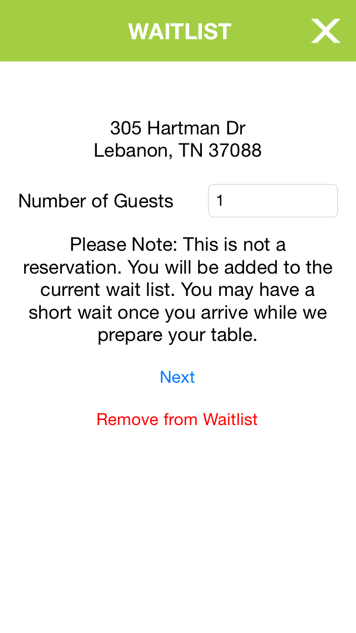 WAITLIST
305 Hartman Dr
Lebanon, TN 37088
Number of Guests 1
Please Note: This is not a
reservation. You will be added to the
current wait list. You may have a
short wait once you arrive while we
prepare your table.
Next
Remove from Waitlist